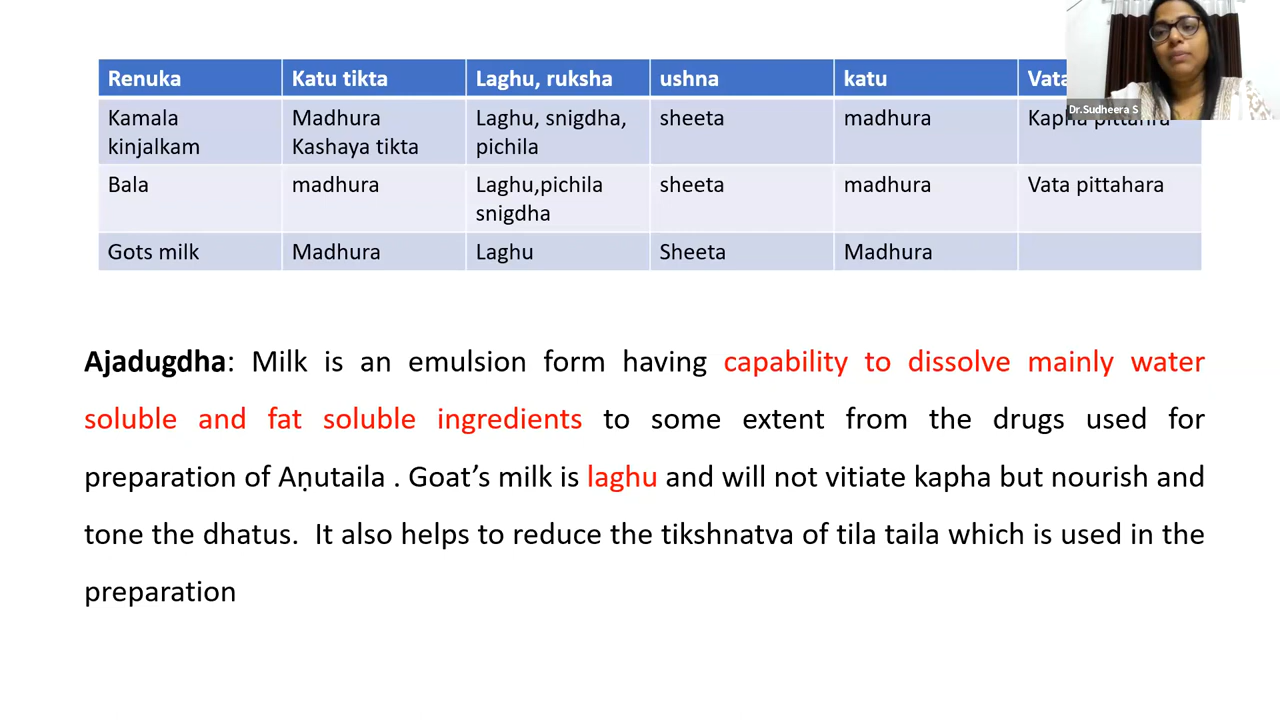 Renuka Katu tikta Laghu, ruksha ushna katu Vata
Dr.Sudheera S
Kamala Madhura Laghu, snigdha, sheeta madhura
kinjalkam Kashaya tikta pichila
Bala madhura Laghu,pichila sheeta madhura Vata pittahara
snigdha
Gots milk Madhura Laghu Sheeta Madhura
Ajadugdha: Milk is an emulsion form having capability to dissolve mainly water
soluble and fat soluble ingredients to some extent from the drugs used for
preparation of Aṇutaila . Goat’s milk is laghu and will not vitiate kapha but nourish and
tone the dhatus. It also helps to reduce the tikshnatva of tila taila which is used in the
preparation